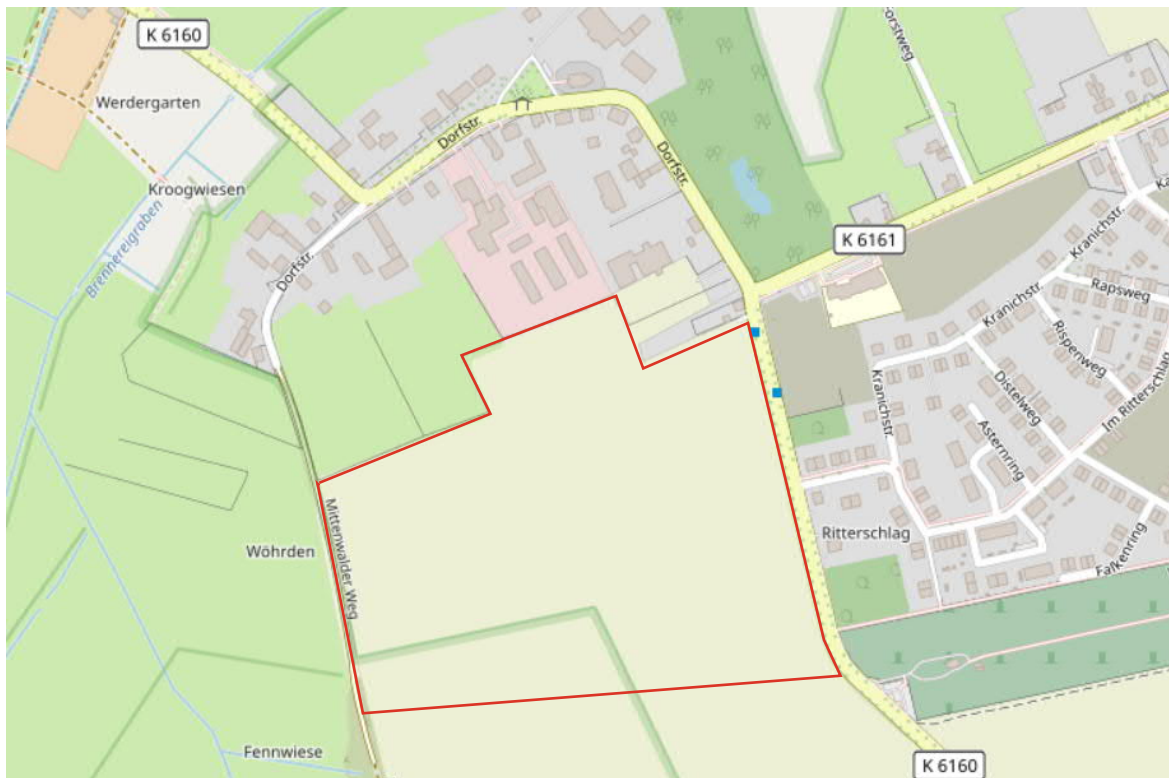 K 6160
Forstweg
Werdergarten
Dorfstr.
Dorfstr.
Kroogwiesen
Brennereigraben
K 6161
Kranichstr.
Dorfstr.
Rapsweg
Kranichstr.
Rispenweg
Kranichstr.
Distelweg
Im Ritterschlag
Asternring
Mittenwalder Weg
Ritterschlag
Wöhrden
Falkenring
Fennwiese
K 6160